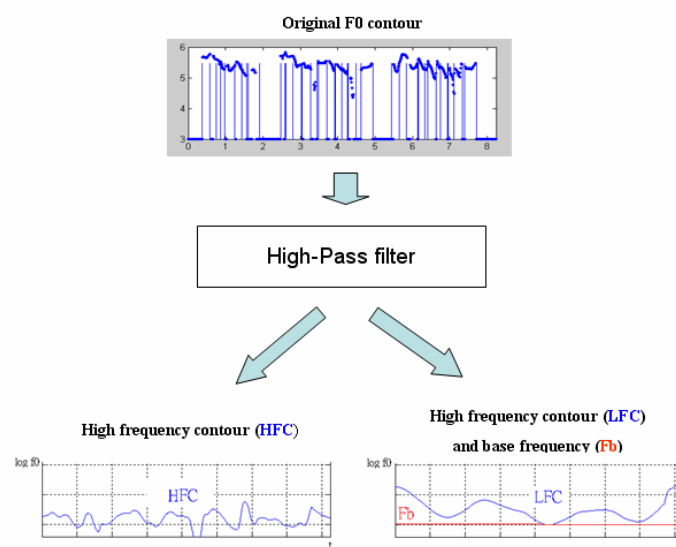 Original F0 contour
6
5
4
3
0 1 2 3 4 5 6 7 8
High-Pass filter
High frequency contour (HFC)
log f0
HFC
t
High frequency contour (LFC)
and base frequency (Fb)
log f0
LFC
Fb